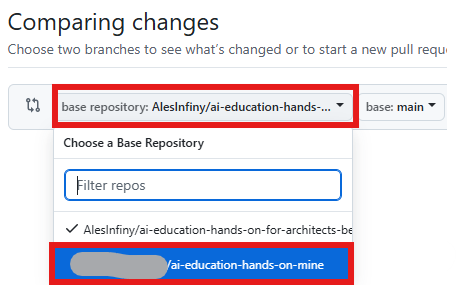 Comparing changes
Choose two branches to see what's changed or to start a new pull requ
base repository: AlesInfiny/ai-education-hands-... base: main
Choose a Base Repository
Filter repos
AlesInfiny/ai-education-hands-on-for-architects-be
/ai-education-hands-on-mine